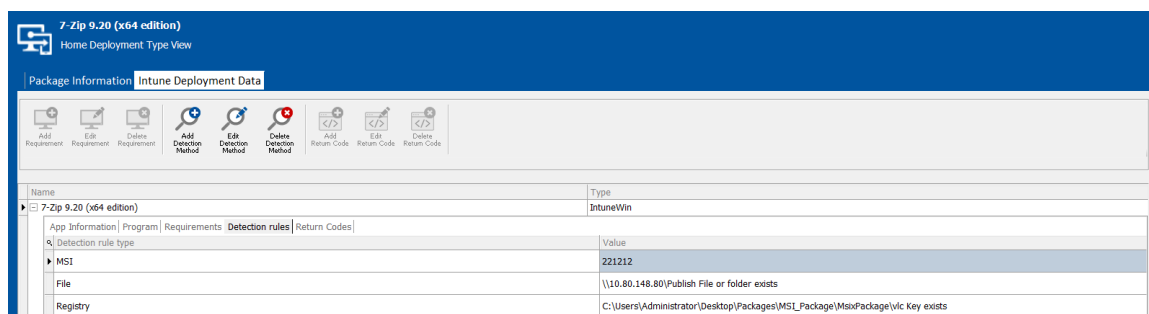 7-Zip 9.20 (x64 edition)
Home Deployment Type View
Package Information Intune Deployment Data
Add Requirement
Edit Requirement
Delete Requirement
Add Detection Method
Edit Detection Method
Delete Detection Method
Add Return Code
Edit Return Code
Delete Return Code
Name Type
7-Zip 9.20 (x64 edition) IntuneWin
App Information Program Requirements Detection rules Return Codes
Detection rule type Value
MSI 221212
File \\10.80.148.80\Publish File or folder exists
Registry C:\Users\Administrator\Desktop\Packages\MSI_Package\MsixPackage\vlc Key exists